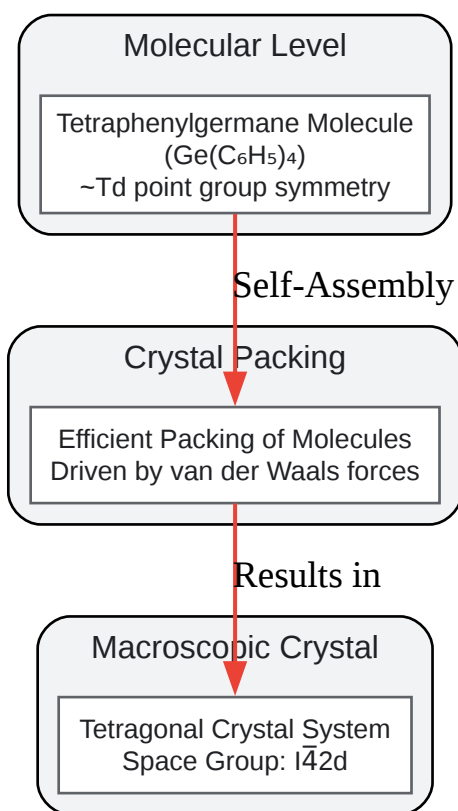 Molecular Level
Tetraphenylgermane Molecule
(Ge(C₆H₅)₄)
~Td point group symmetry
Self-Assembly
Crystal Packing
Efficient Packing of Molecules
Driven by van der Waals forces
Results in
Macroscopic Crystal
Tetragonal Crystal System
Space Group: I4̅2d